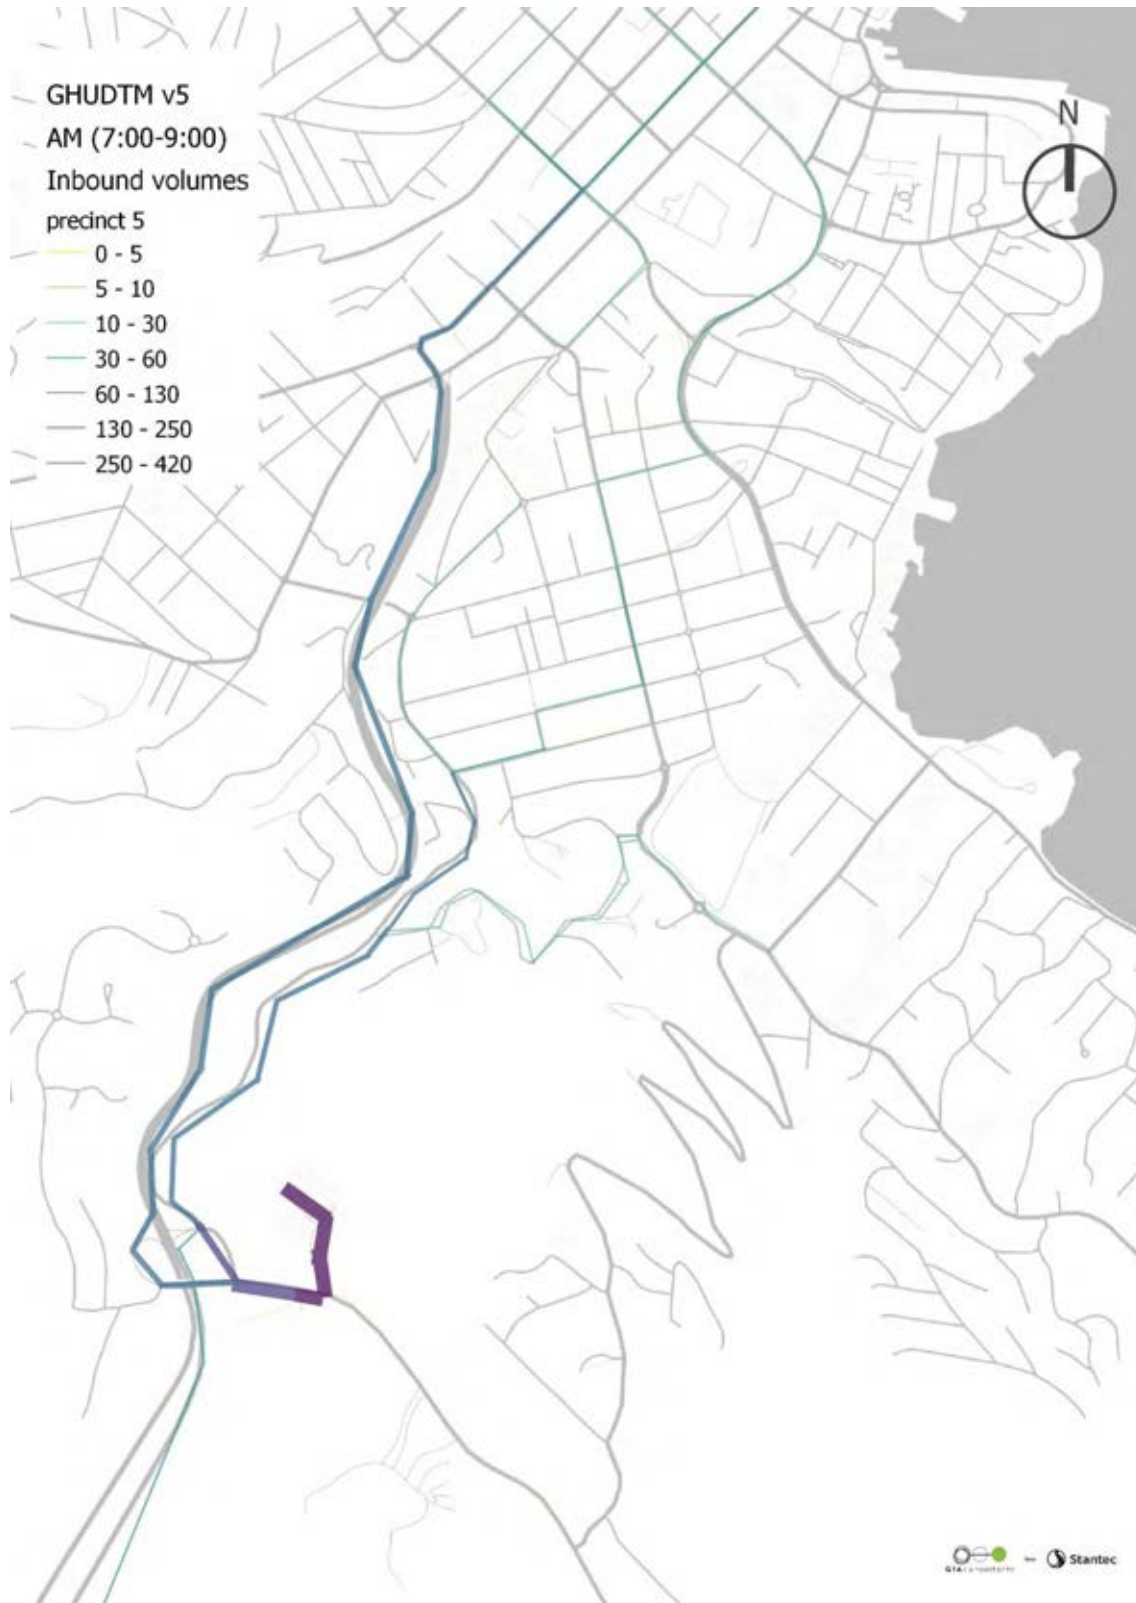 GHUDTM v5
AM (7:00-9:00)
Inbound volumes
precinct 5
0 - 5
5 - 10
10 - 30
30 - 60
60 - 130
130 - 250
250 - 420
N
Stantec